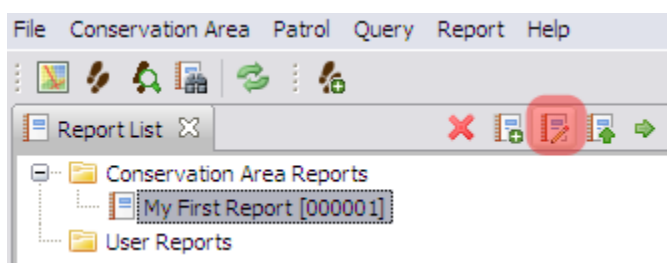 File Conservation Area Patrol Query Report Help
Report List
Conservation Area Reports
My First Report [000001]
User Reports